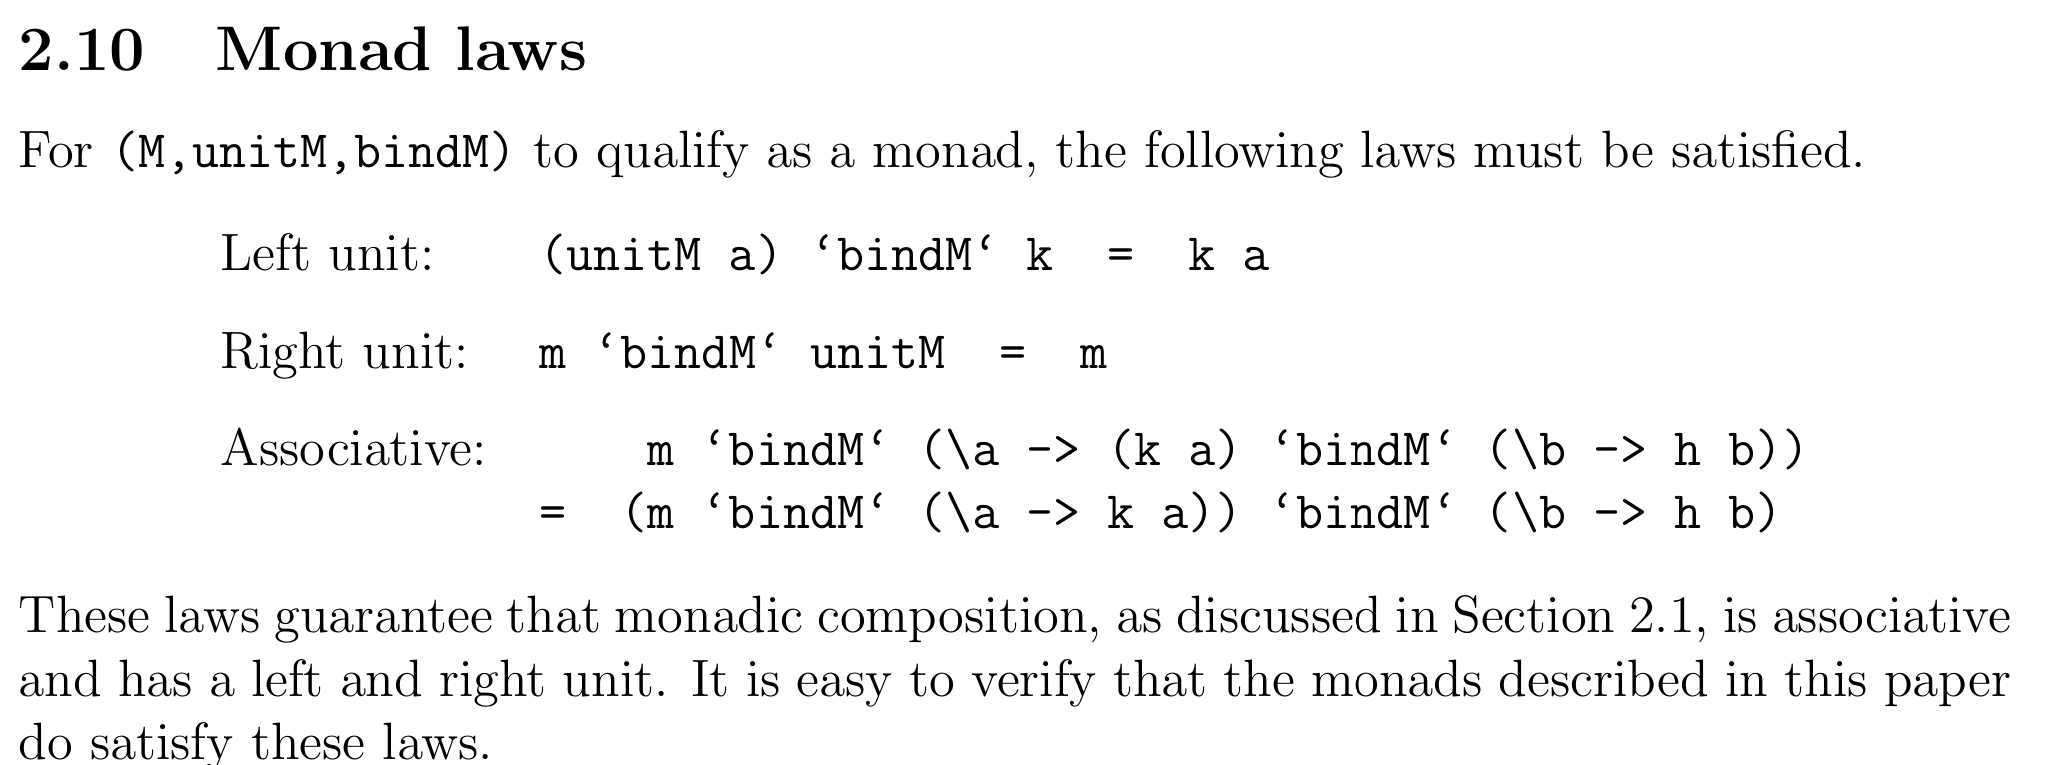 2.10 Monad laws
For (M,unitM,bindM) to qualify as a monad, the following laws must be satisfied.
Left unit: (unitM a) ‘bindM‘ k = k a
Right unit: m ‘bindM‘ unitM = m
Associative: m ‘bindM‘ (\a -> (k a) ‘bindM‘ (\b -> h b))
= (m ‘bindM‘ (\a -> k a)) ‘bindM‘ (\b -> h b)
These laws guarantee that monadic composition, as discussed in Section 2.1, is associative
and has a left and right unit. It is easy to verify that the monads described in this paper
do satisfy these laws.